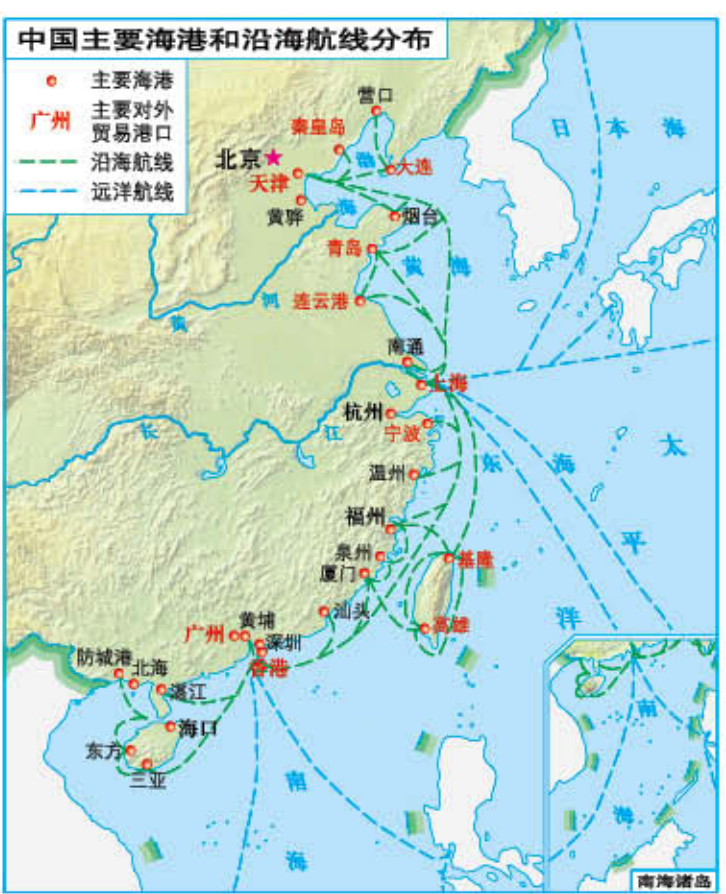 中国主要海港和沿海航线分布
主要海港
广州 主要对外
贸易港口
沿海航线
远洋航线
营口
秦皇岛
日本海
北京
渤
大连
天津
黄骅
海
烟台
青岛
黄海
连云港
黄河
南通
上海
杭州
长江
宁波
太
东海
温州
福州
平
泉州
基隆
厦门
汕头
洋
黄埔
广州
高雄
深圳
防城港
香港
北海
湛江
南
海口
东方
三亚
南
海
海
南海诸岛